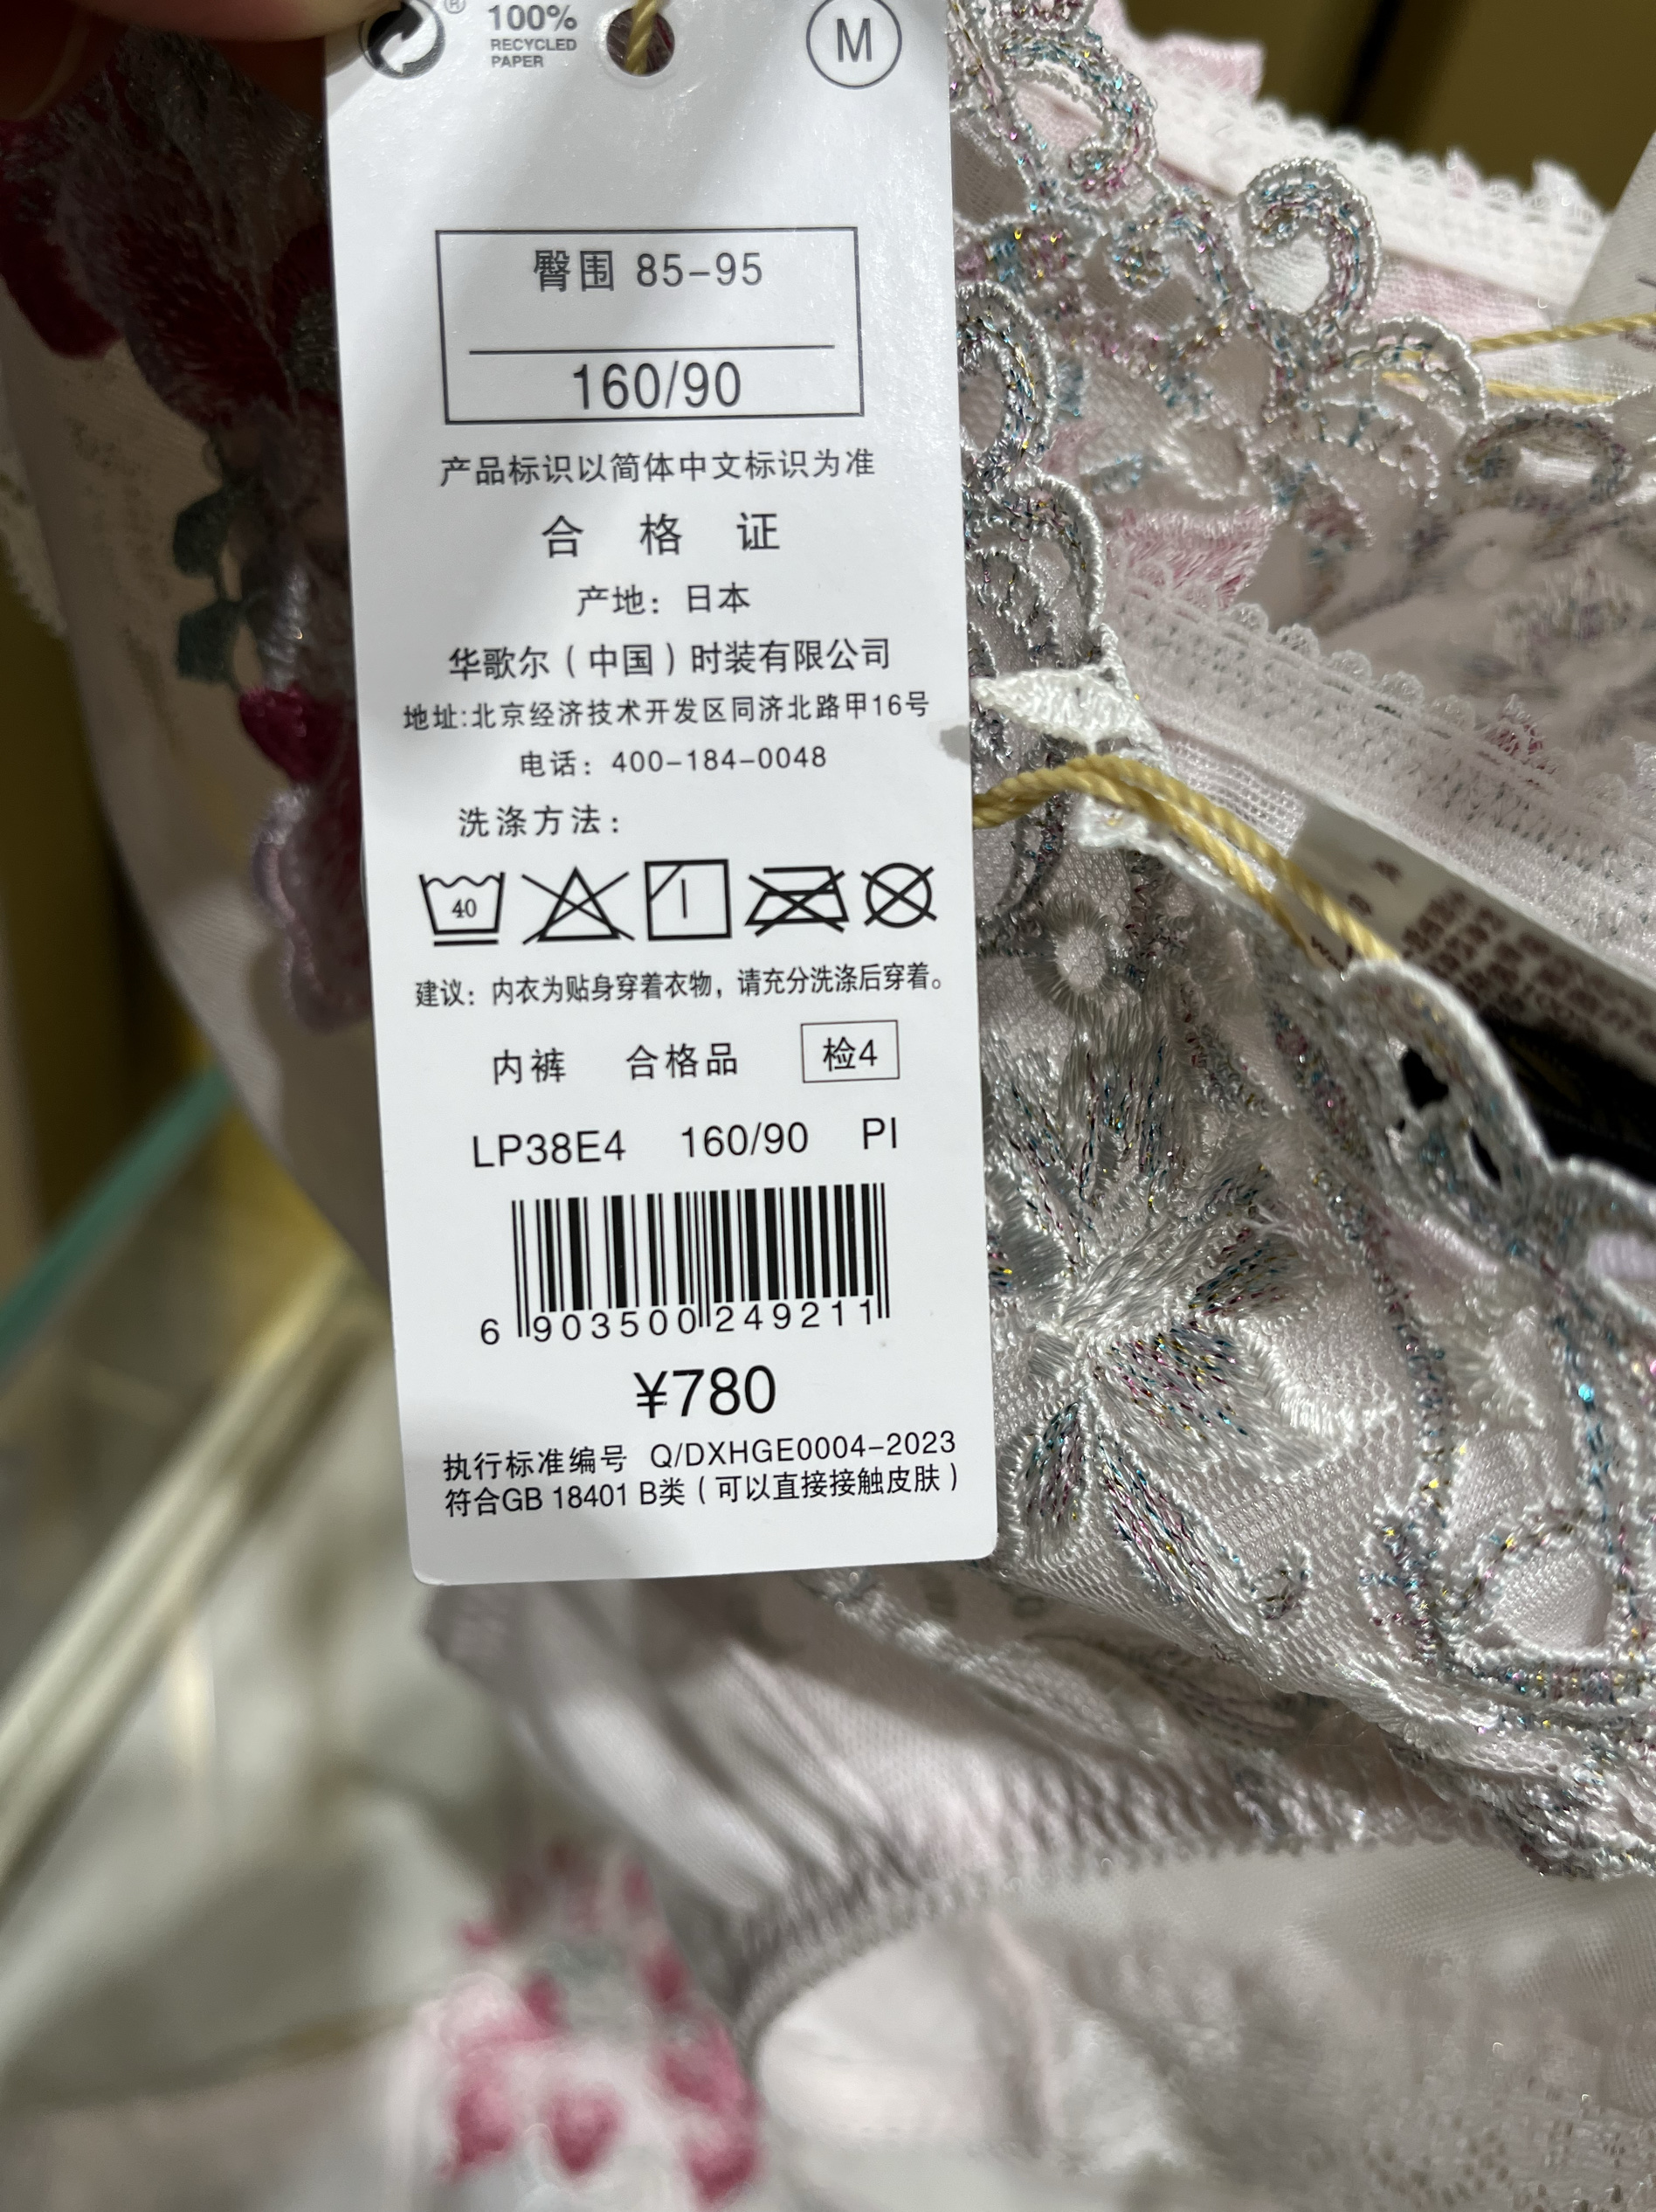 ®
100%
RECYCLED
PAPER
M
臀围 85-95
160/90
产品标识以简体中文标识为准
合 格 证
产地：日本
华歌尔（中国）时装有限公司
地址:北京经济技术开发区同济北路甲16号
电话：400-184-0048
洗涤方法：
40
建议：内衣为贴身穿着衣物，请充分洗涤后穿着。
内裤 合格品 检4
LP38E4 160/90 PI
6 903500 249211
¥780
执行标准编号 Q/DXHGE0004-2023
符合GB 18401 B类（可以直接接触皮肤）